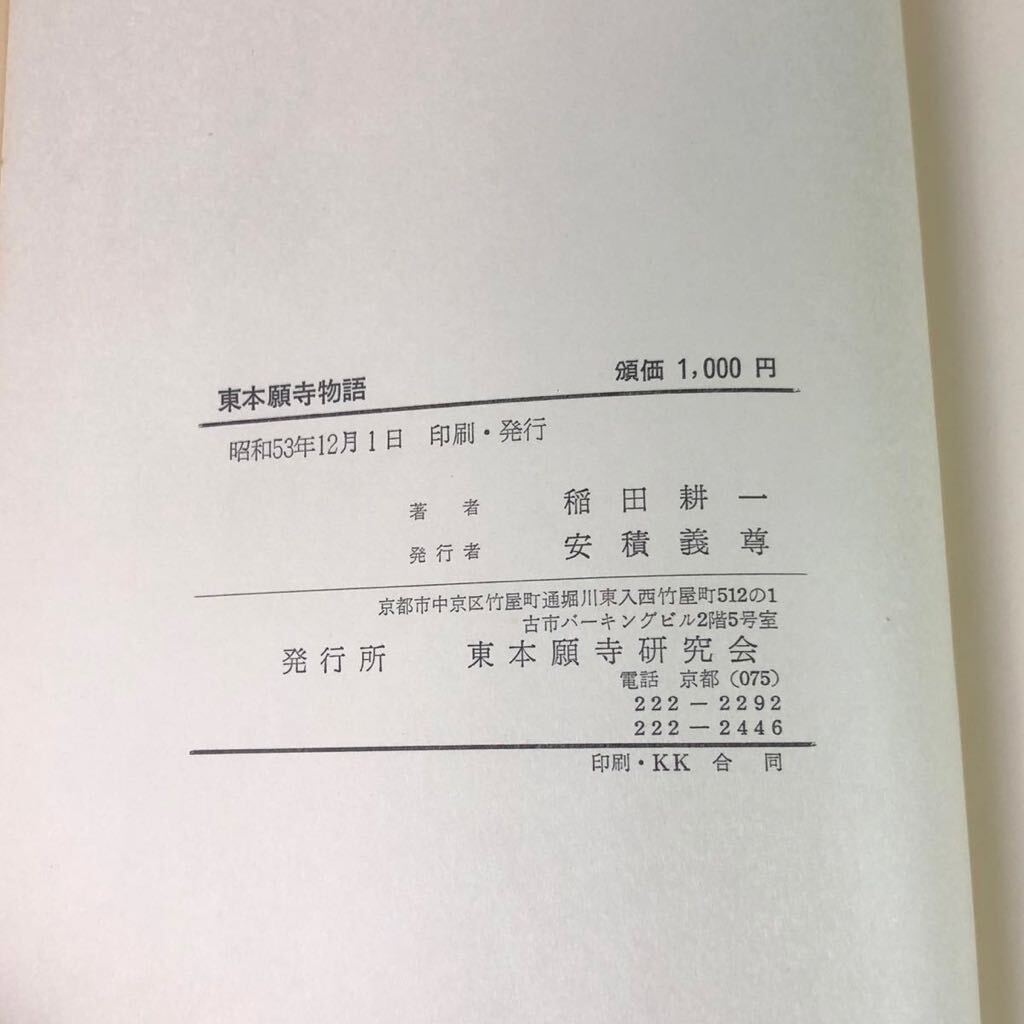 東本願寺物語　頒価 1,000 円
昭和53年12月1日　印刷・発行
著　者　稲田耕一
発行者　安積義尊
京都市中京区竹屋町通堀川東入西竹屋町512の1
古市パーキングビル2階5号室
発行所　東本願寺研究会
電話　京都（075）
222－2292
222－2446
印刷・KK　合　同